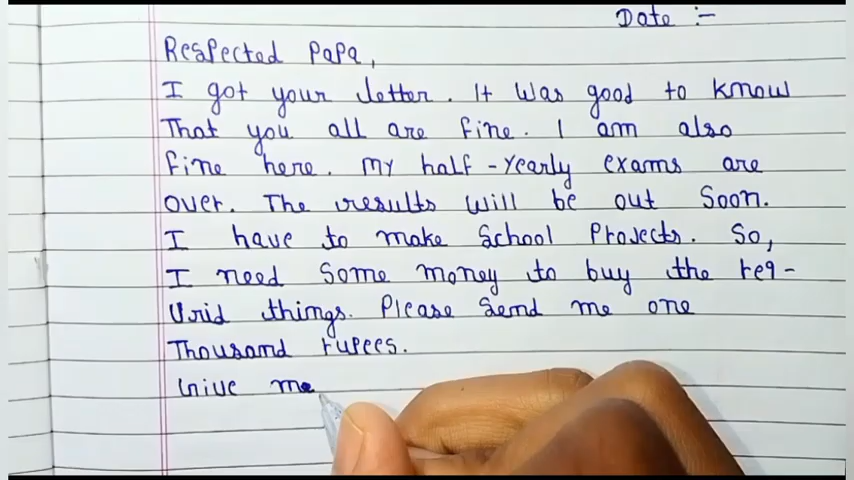 Date :-
Respected Papa,
I got your letter. It was good to know
That you all are fine. I am also
fine here. My half-yearly exams are
over. The results will be out soon.
I have to make School Projects. So,
I need some money to buy the req-
urid things. Please send me one
Thousand rupees.
Give me